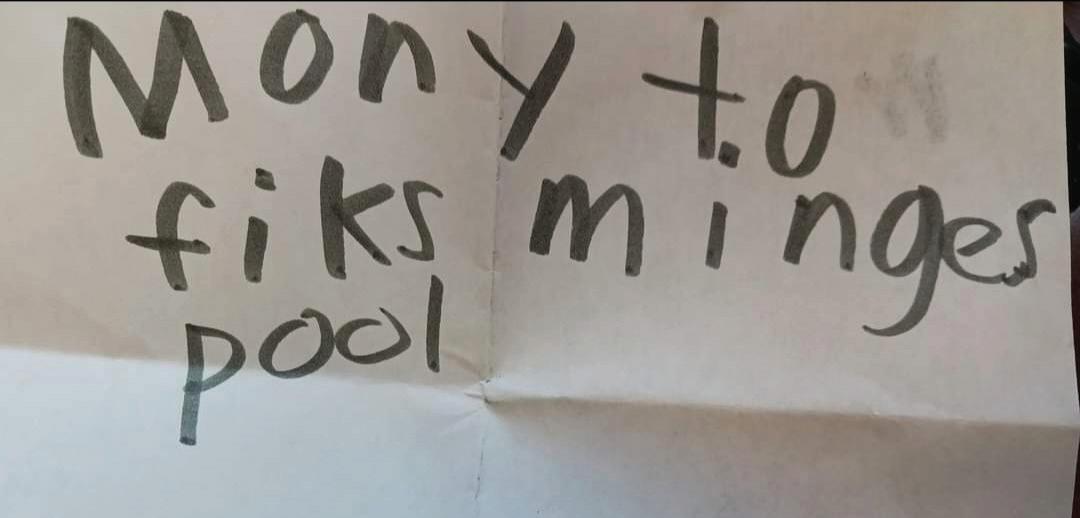 Mony to
fiks minges
pool